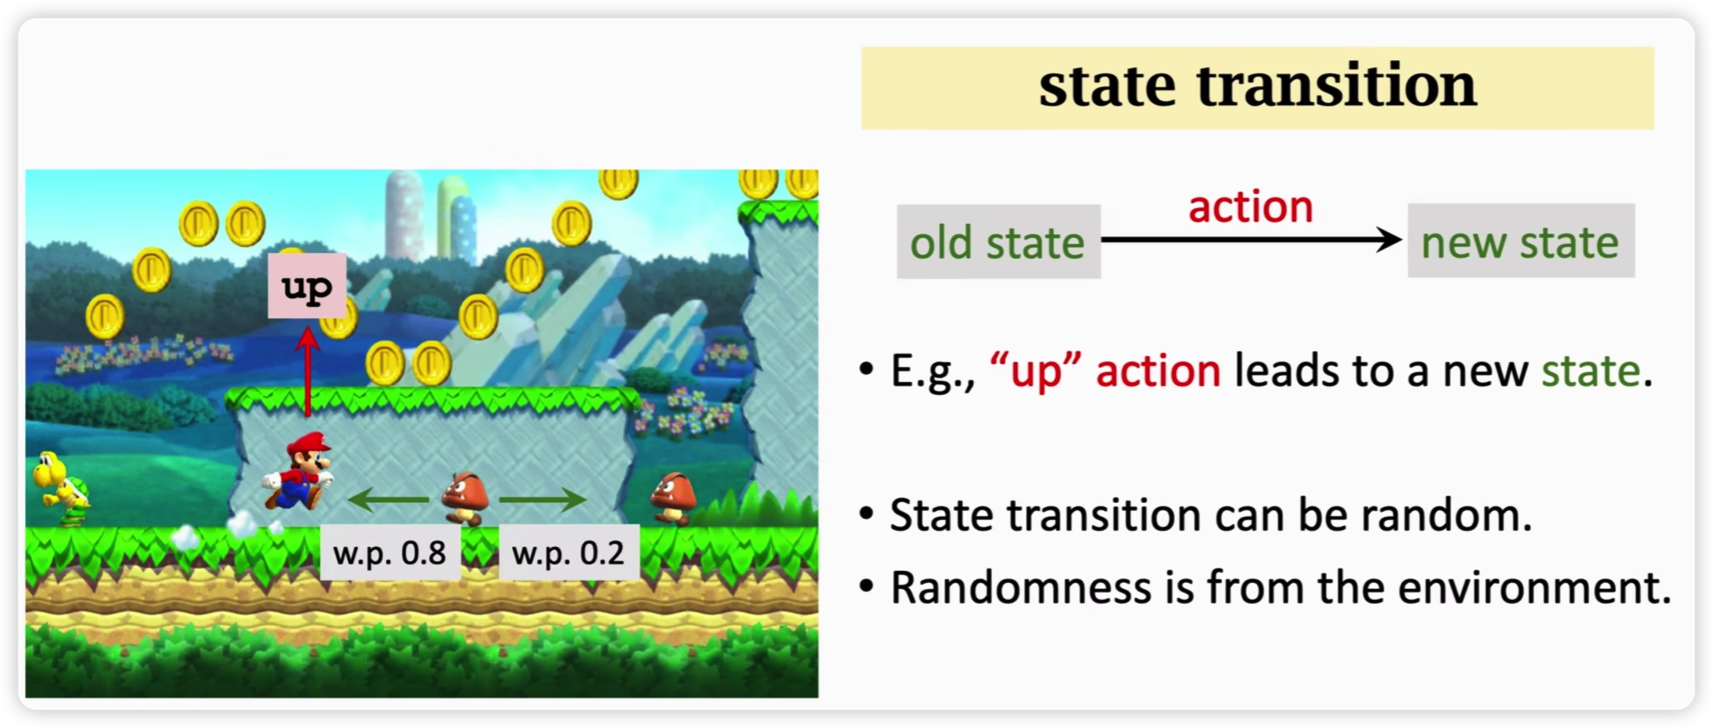 state transition
action
old state
new state
up
• E.g., “up” action leads to a new state.
w.p. 0.8
w.p. 0.2
• State transition can be random.
• Randomness is from the environment.